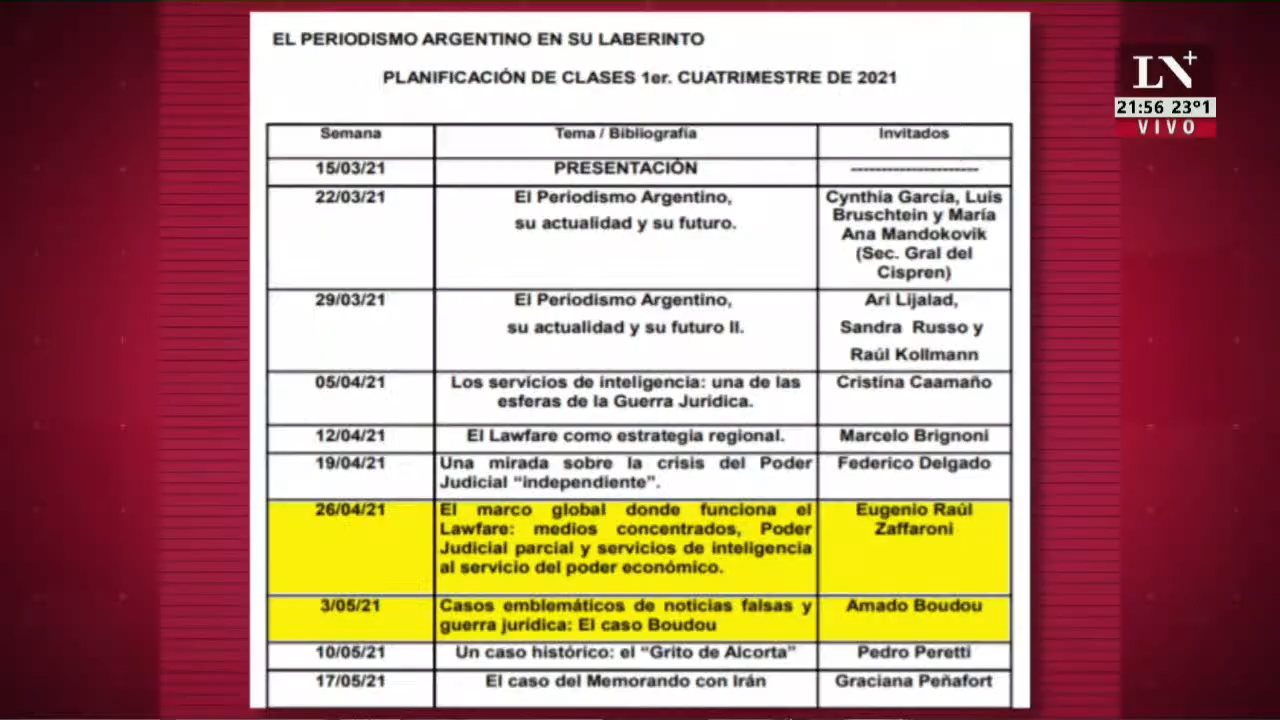 EL PERIODISMO ARGENTINO EN SU LABERINTO
PLANIFICACIÓN DE CLASES 1er. CUATRIMESTRE DE 2021
LN+
21:56 23°1
VIVO
Semana
Tema / Bibliografía
Invitados
15/03/21
PRESENTACIÓN
----------------------
22/03/21
El Periodismo Argentino,
su actualidad y su futuro.
Cynthia García, Luis
Bruschtein y María
Ana Mandokovik
(Sec. Gral del
Cispren)
29/03/21
El Periodismo Argentino,
su actualidad y su futuro II.
Ari Lijalad,
Sandra Russo y
Raúl Kollmann
05/04/21
Los servicios de inteligencia: una de las
esferas de la Guerra Jurídica.
Cristina Caamaño
12/04/21
El Lawfare como estrategia regional.
Marcelo Brignoni
19/04/21
Una mirada sobre la crisis del Poder
Judicial “independiente”.
Federico Delgado
26/04/21
El marco global donde funciona el
Lawfare: medios concentrados, Poder
Judicial parcial y servicios de inteligencia
al servicio del poder económico.
Eugenio Raúl
Zaffaroni
3/05/21
Casos emblemáticos de noticias falsas y
guerra jurídica: El caso Boudou
Amado Boudou
10/05/21
Un caso histórico: el “Grito de Alcorta”
Pedro Peretti
17/05/21
El caso del Memorando con Irán
Graciana Peñafort